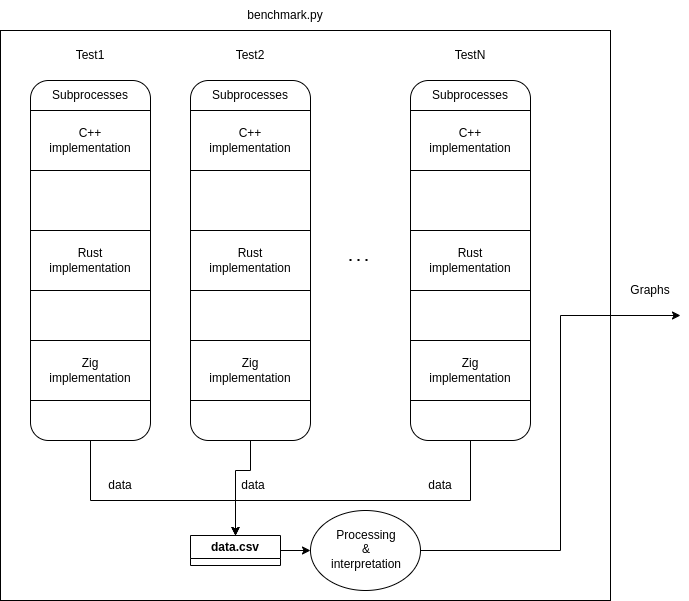 benchmark.py
Test1
Test2
TestN
Subprocesses
Subprocesses
Subprocesses
C++
implementation
C++
implementation
C++
implementation
Rust
implementation
Rust
implementation
...
Rust
implementation
Graphs
Zig
implementation
Zig
implementation
Zig
implementation
data
data
data
data.csv
Processing
&
interpretation